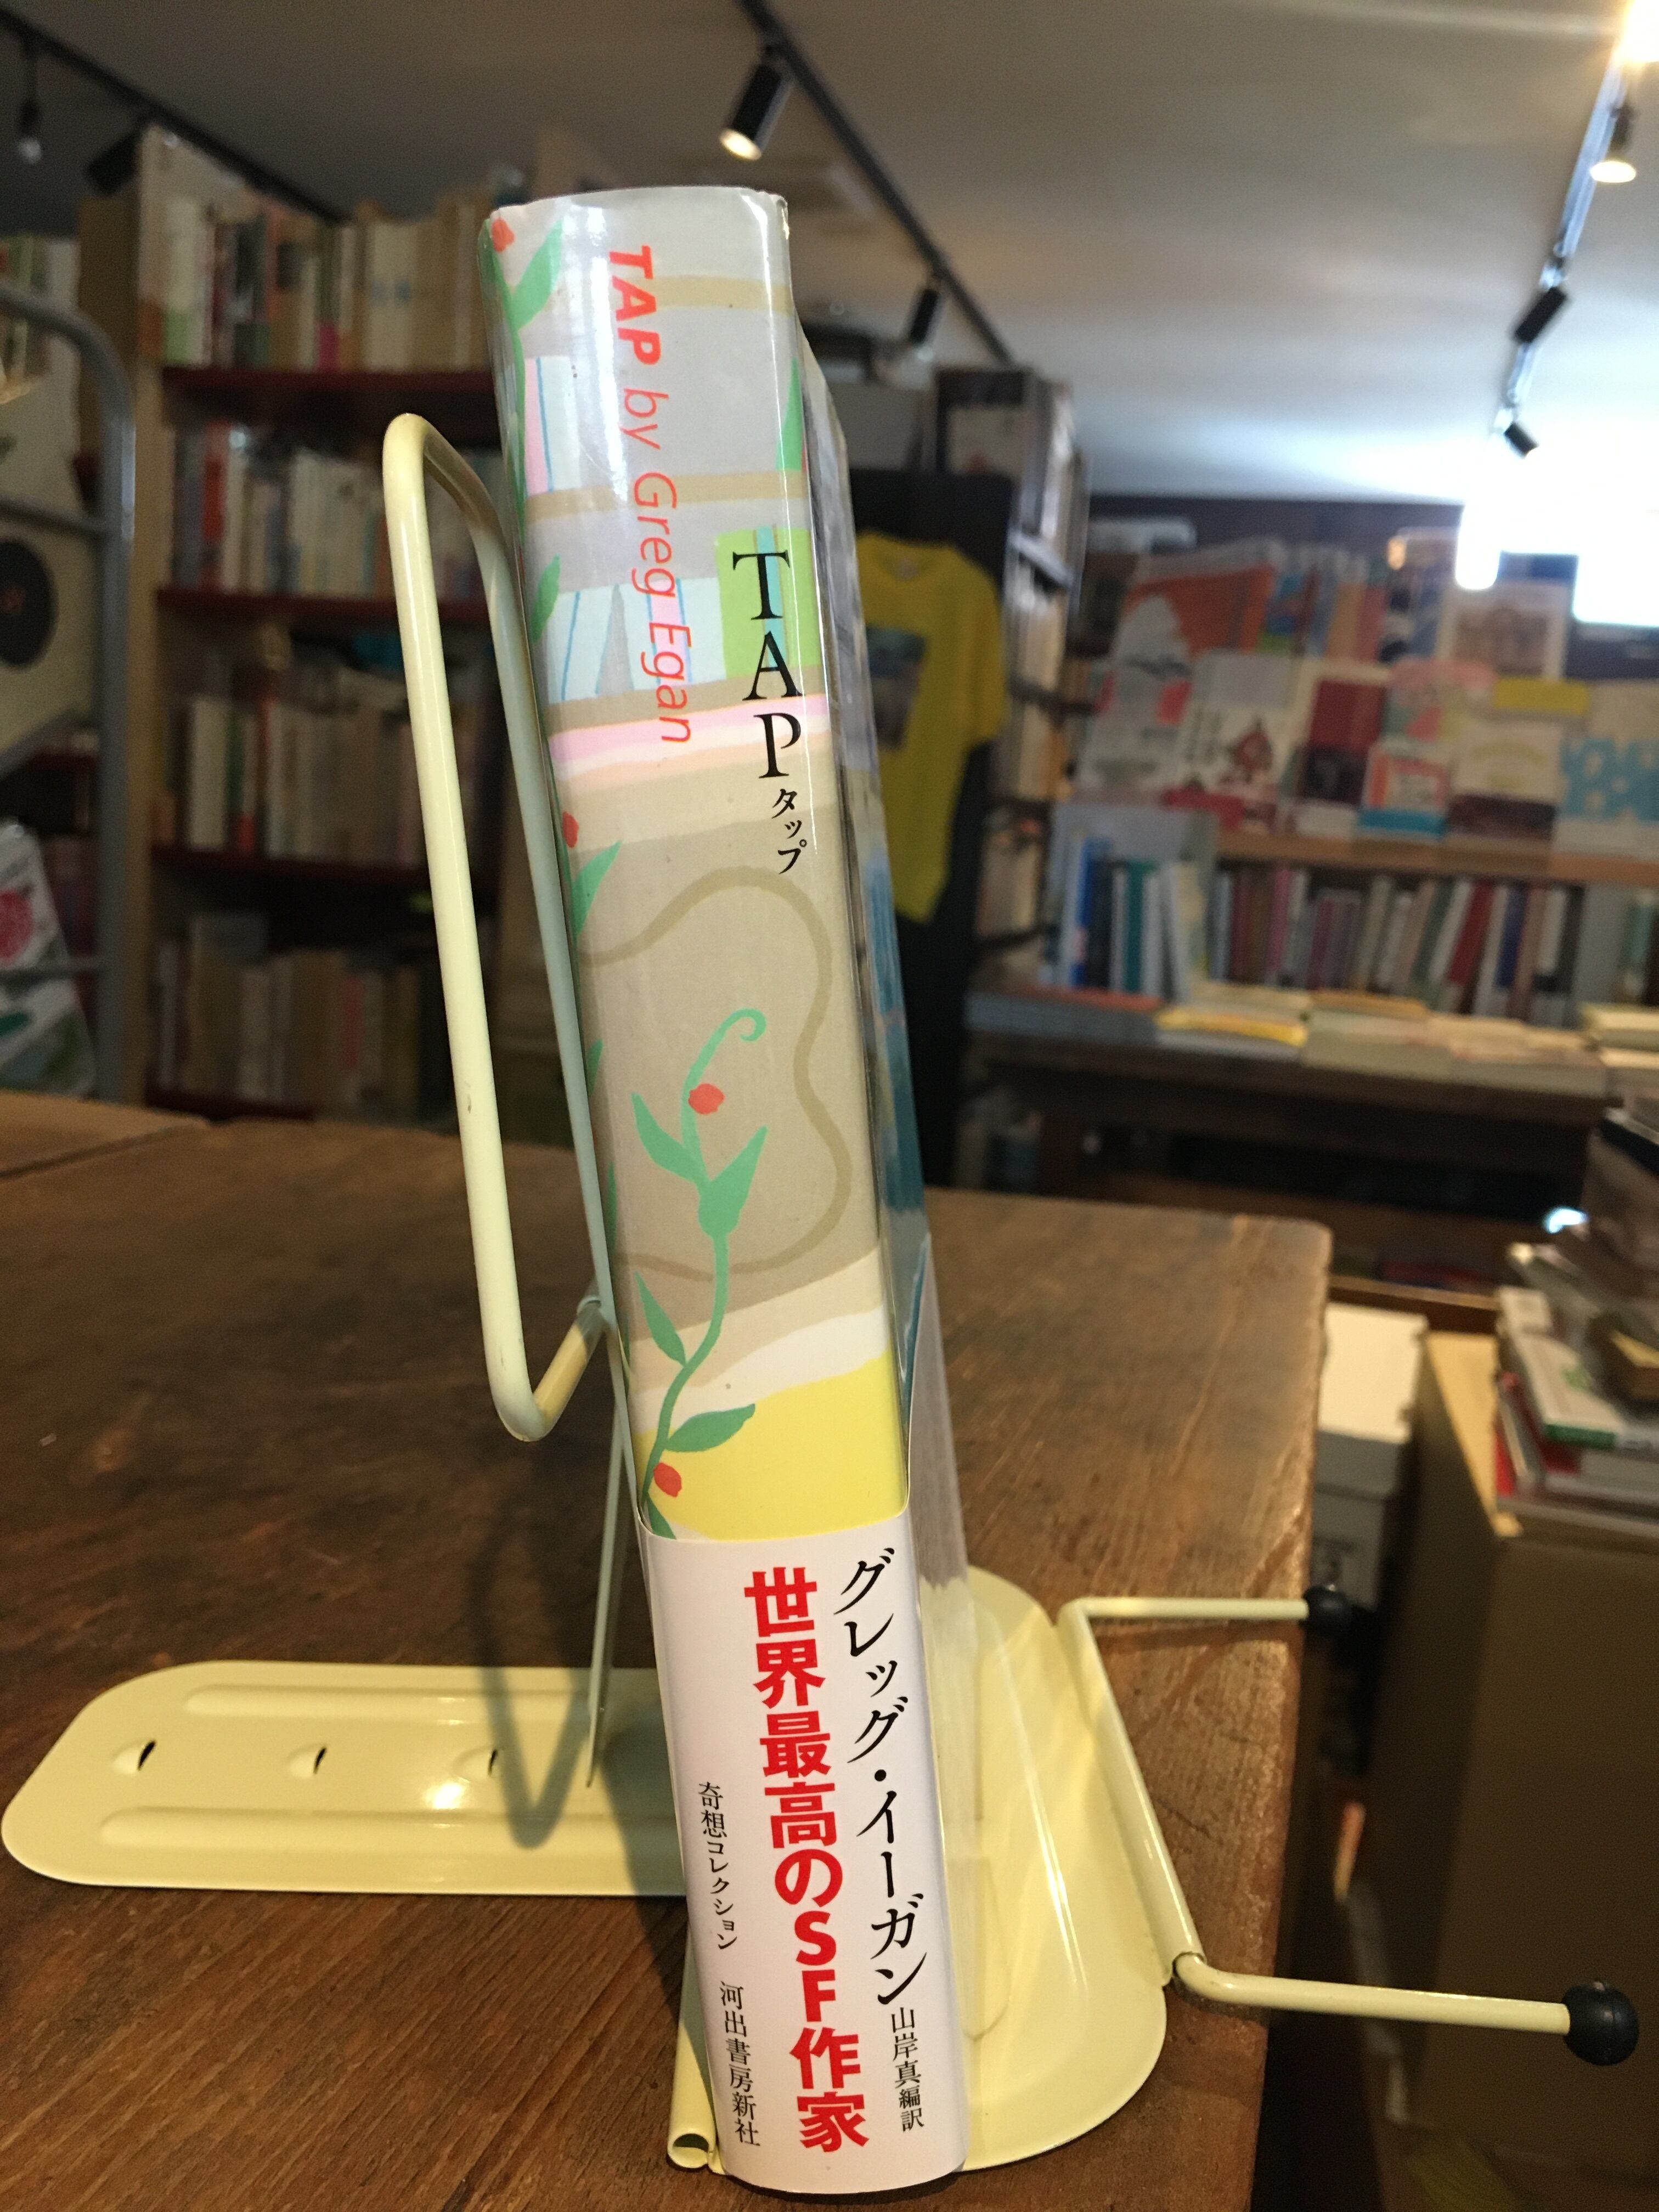 TAP by Greg Egan
TAP タップ
グレッグ・イーガン 山岸真編訳
世界最高のSF作家
奇想コレクション 河出書房新社